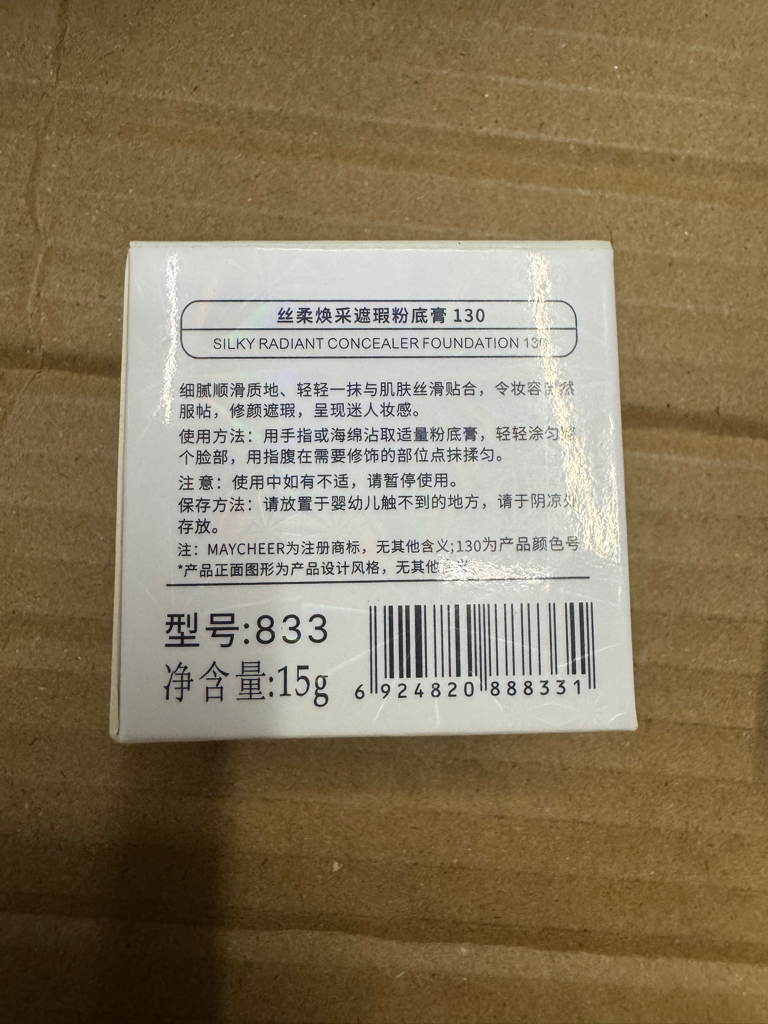 丝柔焕采遮瑕粉底膏 130
SILKY RADIANT CONCEALER FOUNDATION 130
细腻顺滑质地、轻轻一抹与肌肤丝滑贴合，令妆容自然
服帖，修颜遮瑕，呈现迷人妆感。
使用方法：用手指或海绵沾取适量粉底膏，轻轻涂匀整
个脸部，用指腹在需要修饰的部位点抹揉匀。
注 意：使用中如有不适，请暂停使用。
保存方法：请放置于婴幼儿触不到的地方，请于阴凉处
存放。
注：MAYCHEER为注册商标，无其他含义;130为产品颜色号
*产品正面图形为产品设计风格，无其他含义
型号:833
净含量:15g
6 924820 888331